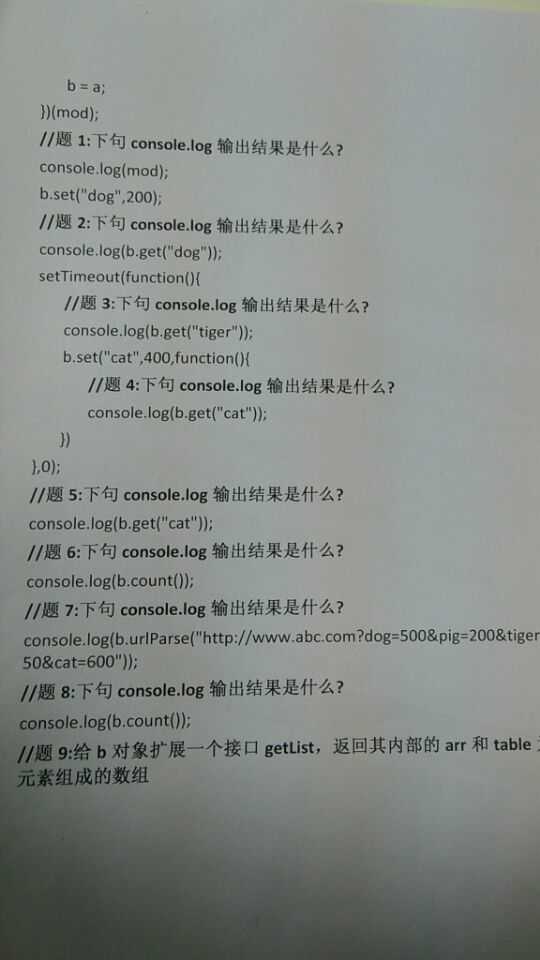 b = a;
})(mod);
//题 1:下句 console.log 输出结果是什么?
console.log(mod);
b.set("dog",200);
//题 2:下句 console.log 输出结果是什么?
console.log(b.get("dog"));
setTimeout(function(){
//题 3:下句 console.log 输出结果是什么?
console.log(b.get("tiger"));
b.set("cat",400,function(){
//题 4:下句 console.log 输出结果是什么?
console.log(b.get("cat"));
})
},0);
//题 5:下句 console.log 输出结果是什么?
console.log(b.get("cat"));
//题 6:下句 console.log 输出结果是什么?
console.log(b.count());
//题 7:下句 console.log 输出结果是什么?
console.log(b.urlParse("http://www.abc.com?dog=500&pig=200&tiger
50&cat=600"));
//题 8:下句 console.log 输出结果是什么?
console.log(b.count());
//题 9:给 b 对象扩展一个接口 getList，返回其内部的 arr 和 table
元素组成的数组